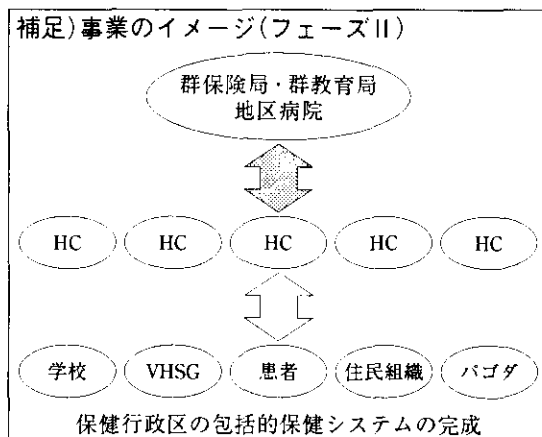 補足)事業のイメージ(フェーズⅡ)
群保険局・群教育局
地区病院
HC HC HC HC HC
学校 VHSG 患者 住民組織 パゴダ
保健行政区の包括的保健システムの完成